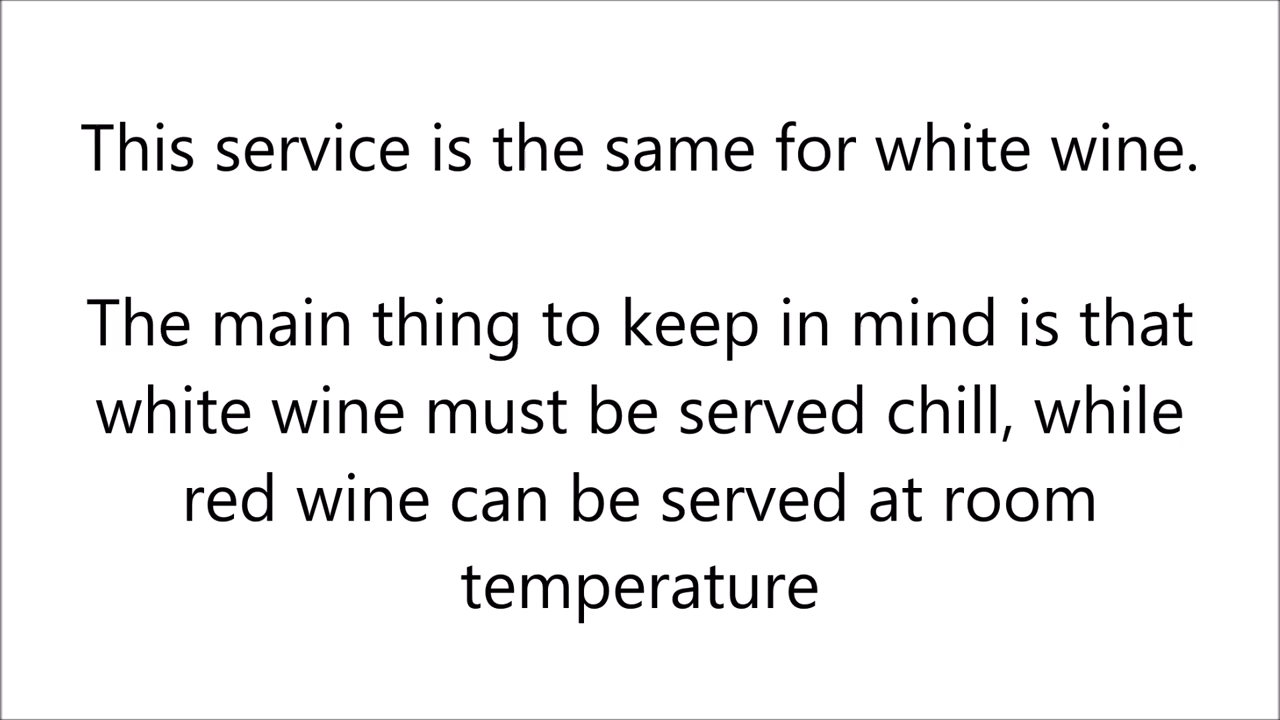 This service is the same for white wine.
The main thing to keep in mind is that
white wine must be served chill, while
red wine can be served at room
temperature